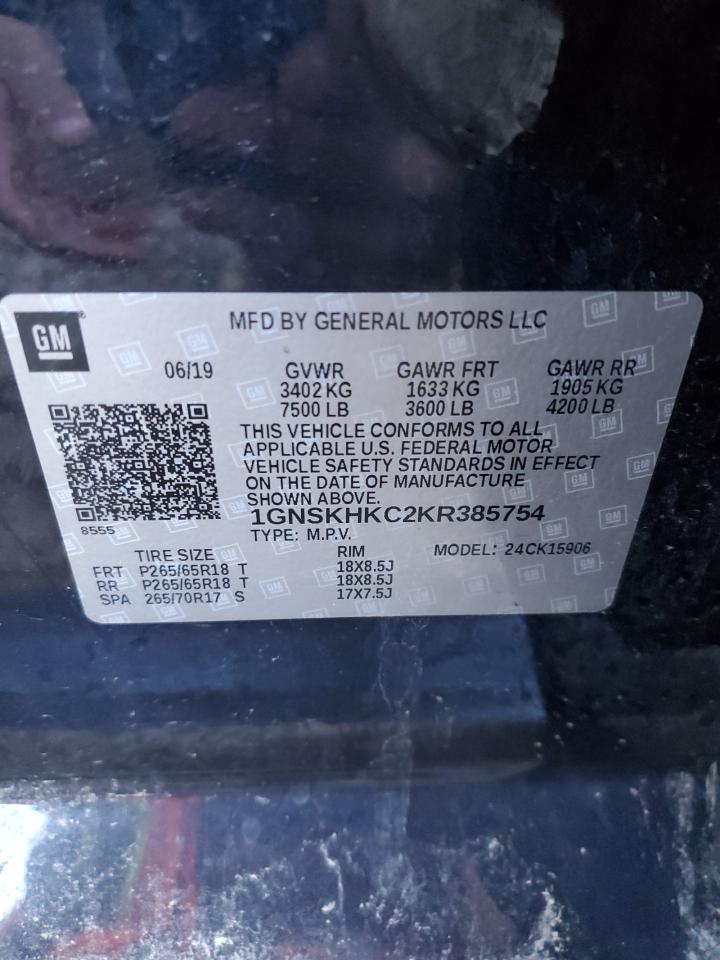 GM
MFD BY GENERAL MOTORS LLC
06/19 GVWR GAWR FRT GAWR RR
3402 KG 1633 KG 1905 KG
7500 LB 3600 LB 4200 LB
THIS VEHICLE CONFORMS TO ALL
APPLICABLE U.S. FEDERAL MOTOR
VEHICLE SAFETY STANDARDS IN EFFECT
ON THE DATE OF MANUFACTURE
SHOWN ABOVE.
1GNSKHKC2KR385754
8555
TYPE: M.P.V.
TIRE SIZE RIM MODEL: 24CK15906
FRT P265/65R18 T 18X8.5J
RR P265/65R18 T 18X8.5J
SPA 265/70R17 S 17X7.5J